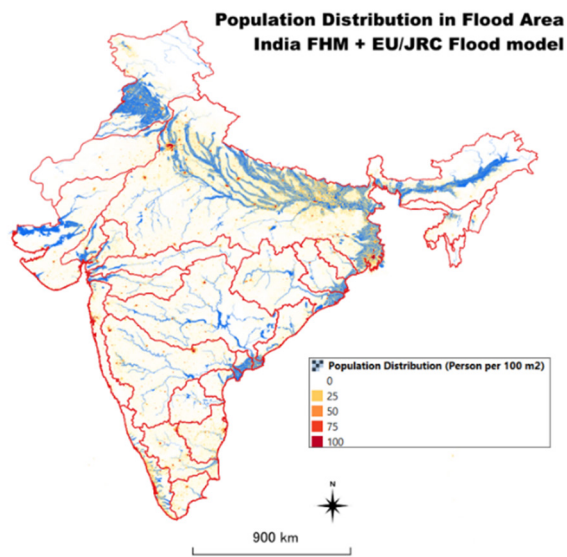 Population Distribution in Flood Area
India FHM + EU/JRC Flood model
Population Distribution (Person per 100 m2)
0
25
50
75
100
N
900 km